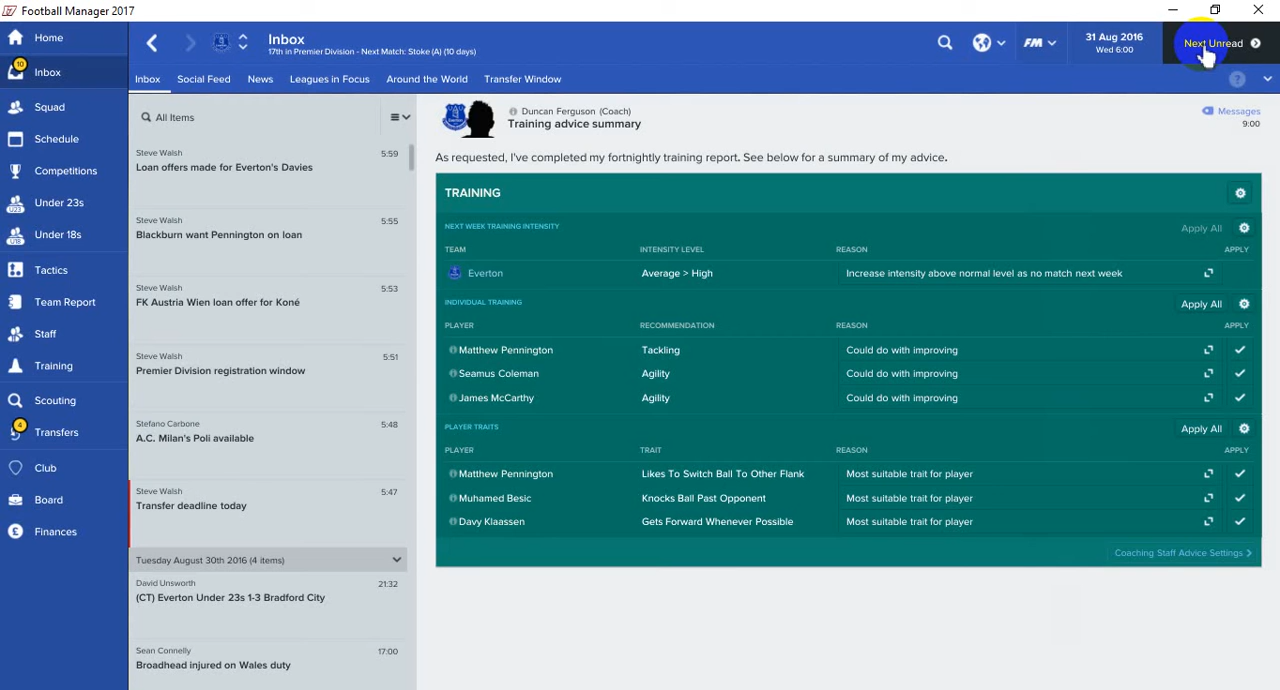 Football Manager 2017
Home
10
Inbox
Squad
Schedule
Competitions
U23
Under 23s
U18
Under 18s
Tactics
Team Report
Staff
Training
Scouting
4
Transfers
Club
Board
Finances
Inbox
17th in Premier Division - Next Match: Stoke (A) (10 days)
FM
31 Aug 2016
Wed 6:00
Next Unread
Inbox
Social Feed
News
Leagues in Focus
Around the World
Transfer Window
?
All Items
Steve Walsh 5:59
Loan offers made for Everton's Davies
Steve Walsh 5:55
Blackburn want Pennington on loan
Steve Walsh 5:53
FK Austria Wien loan offer for Koné
Steve Walsh 5:51
Premier Division registration window
Stefano Carbone 5:48
A.C. Milan's Poli available
Steve Walsh 5:47
Transfer deadline today
Tuesday August 30th 2016 (4 items)
David Unsworth 21:32
(CT) Everton Under 23s 1-3 Bradford City
Sean Connelly 17:00
Broadhead injured on Wales duty
Duncan Ferguson (Coach)
Training advice summary
Messages
9:00
As requested, I've completed my fortnightly training report. See below for a summary of my advice.
TRAINING
NEXT WEEK TRAINING INTENSITY Apply All
TEAM INTENSITY LEVEL REASON APPLY
Everton Average > High Increase intensity above normal level as no match next week
INDIVIDUAL TRAINING Apply All
PLAYER RECOMMENDATION REASON APPLY
Matthew Pennington Tackling Could do with improving
Seamus Coleman Agility Could do with improving
James McCarthy Agility Could do with improving
PLAYER TRAITS Apply All
PLAYER TRAIT REASON APPLY
Matthew Pennington Likes To Switch Ball To Other Flank Most suitable trait for player
Muhamed Besic Knocks Ball Past Opponent Most suitable trait for player
Davy Klaassen Gets Forward Whenever Possible Most suitable trait for player
Coaching Staff Advice Settings